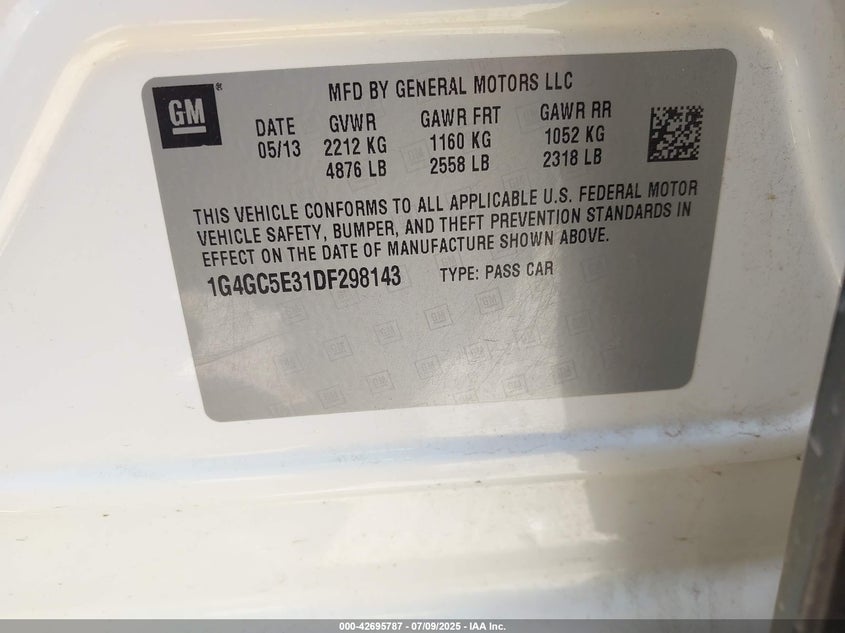 GM
®
MFD BY GENERAL MOTORS LLC
DATE GVWR GAWR FRT GAWR RR
05/13 2212 KG 1160 KG 1052 KG
4876 LB 2558 LB 2318 LB
THIS VEHICLE CONFORMS TO ALL APPLICABLE U.S. FEDERAL MOTOR
VEHICLE SAFETY, BUMPER, AND THEFT PREVENTION STANDARDS IN
EFFECT ON THE DATE OF MANUFACTURE SHOWN ABOVE.
1G4GC5E31DF298143 TYPE: PASS CAR
000-42695787 - 07/09/2025 - IAA Inc.